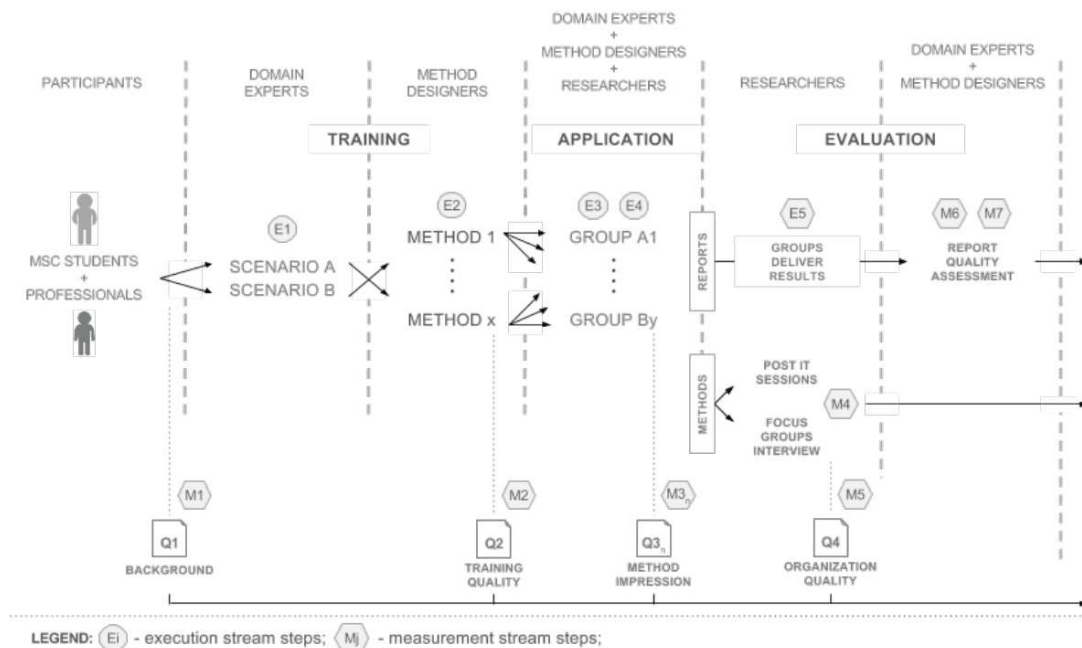 DOMAIN EXPERTS
+
METHOD DESIGNERS
+
RESEARCHERS
DOMAIN EXPERTS
+
METHOD DESIGNERS
PARTICIPANTS
DOMAIN
EXPERTS
METHOD
DESIGNERS
RESEARCHERS
TRAINING
APPLICATION
EVALUATION
E1
E2
E3
E4
E5
M6
M7
MSC STUDENTS
+
PROFESSIONALS
SCENARIO A
SCENARIO B
METHOD 1
METHOD x
GROUP A1
GROUP By
REPORTS
GROUPS
DELIVER
RESULTS
REPORT
QUALITY
ASSESSMENT
METHODS
POST IT
SESSIONS
FOCUS
GROUPS
INTERVIEW
M4
M1
M2
M3n
M5
Q1
Q2
Q3n
Q4
BACKGROUND
TRAINING
QUALITY
METHOD
IMPRESSION
ORGANIZATION
QUALITY
LEGEND: Ei - execution stream steps; Mj - measurement stream steps;